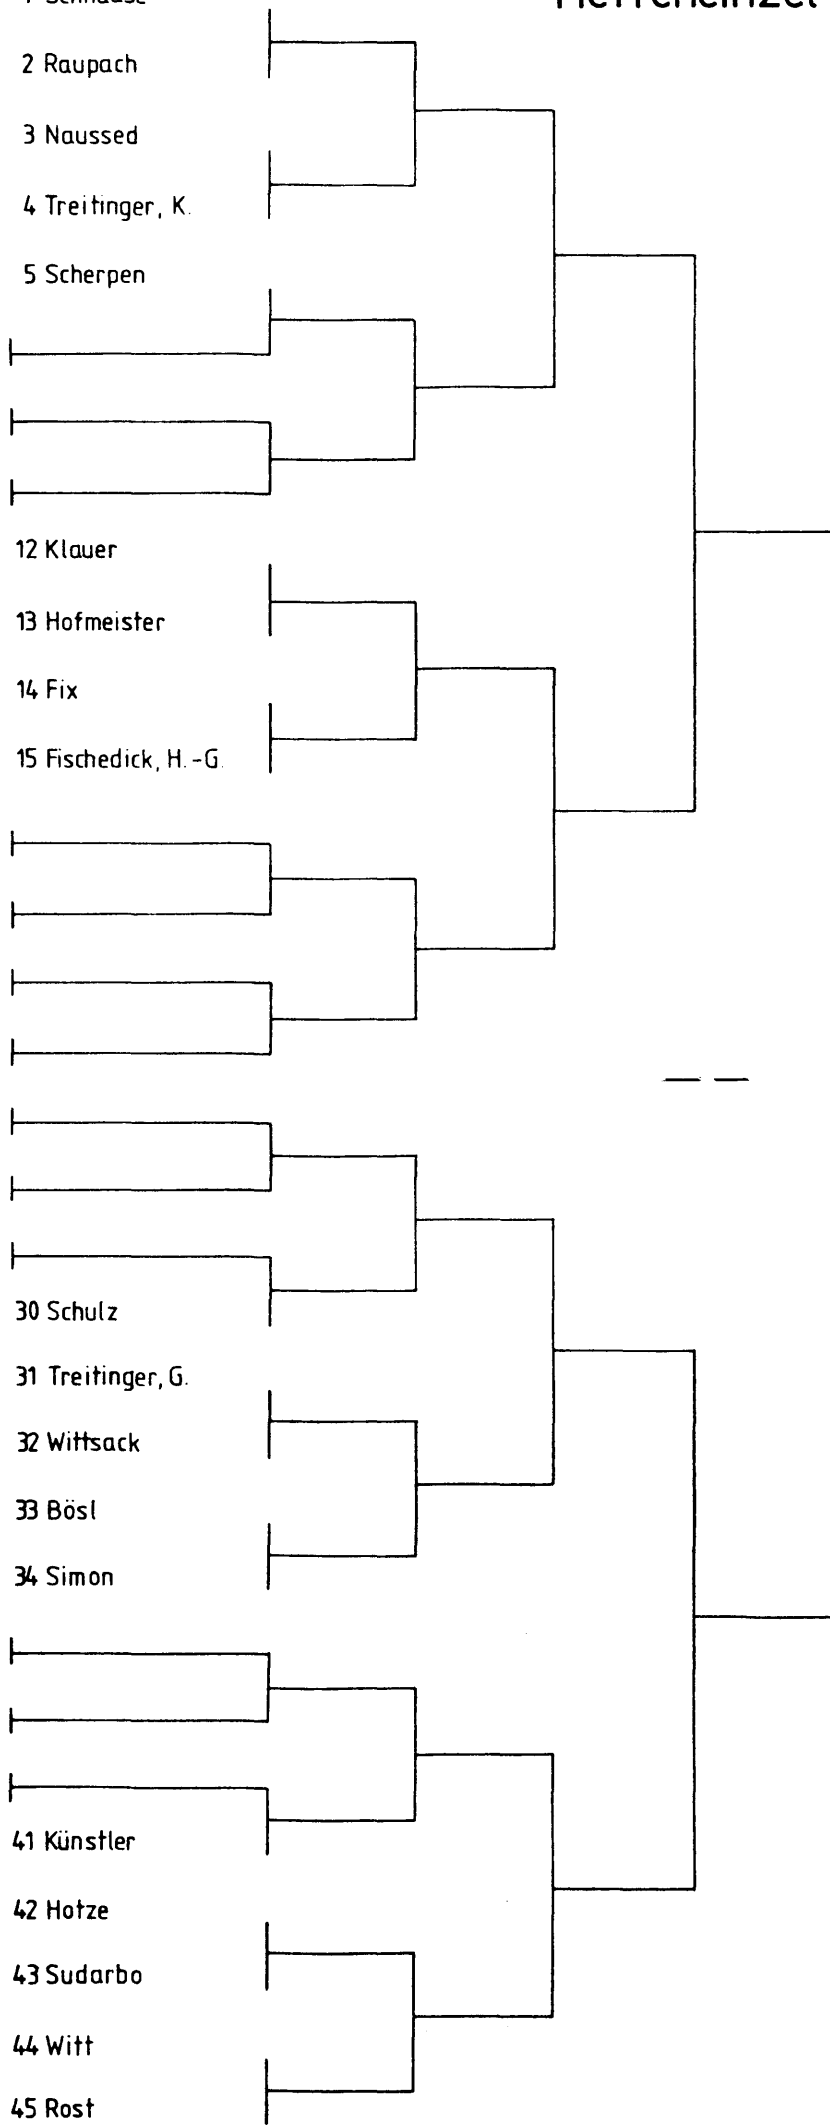 Herreneinzel
2 Raupach
3 Naussed
4 Treitinger, K.
5 Scherpen
12 Klauer
13 Hofmeister
14 Fix
15 Fischedick, H.-G.
30 Schulz
31 Treitinger, G.
32 Wittsack
33 Bösl
34 Simon
41 Künstler
42 Hotze
43 Sudarbo
44 Witt
45 Rost